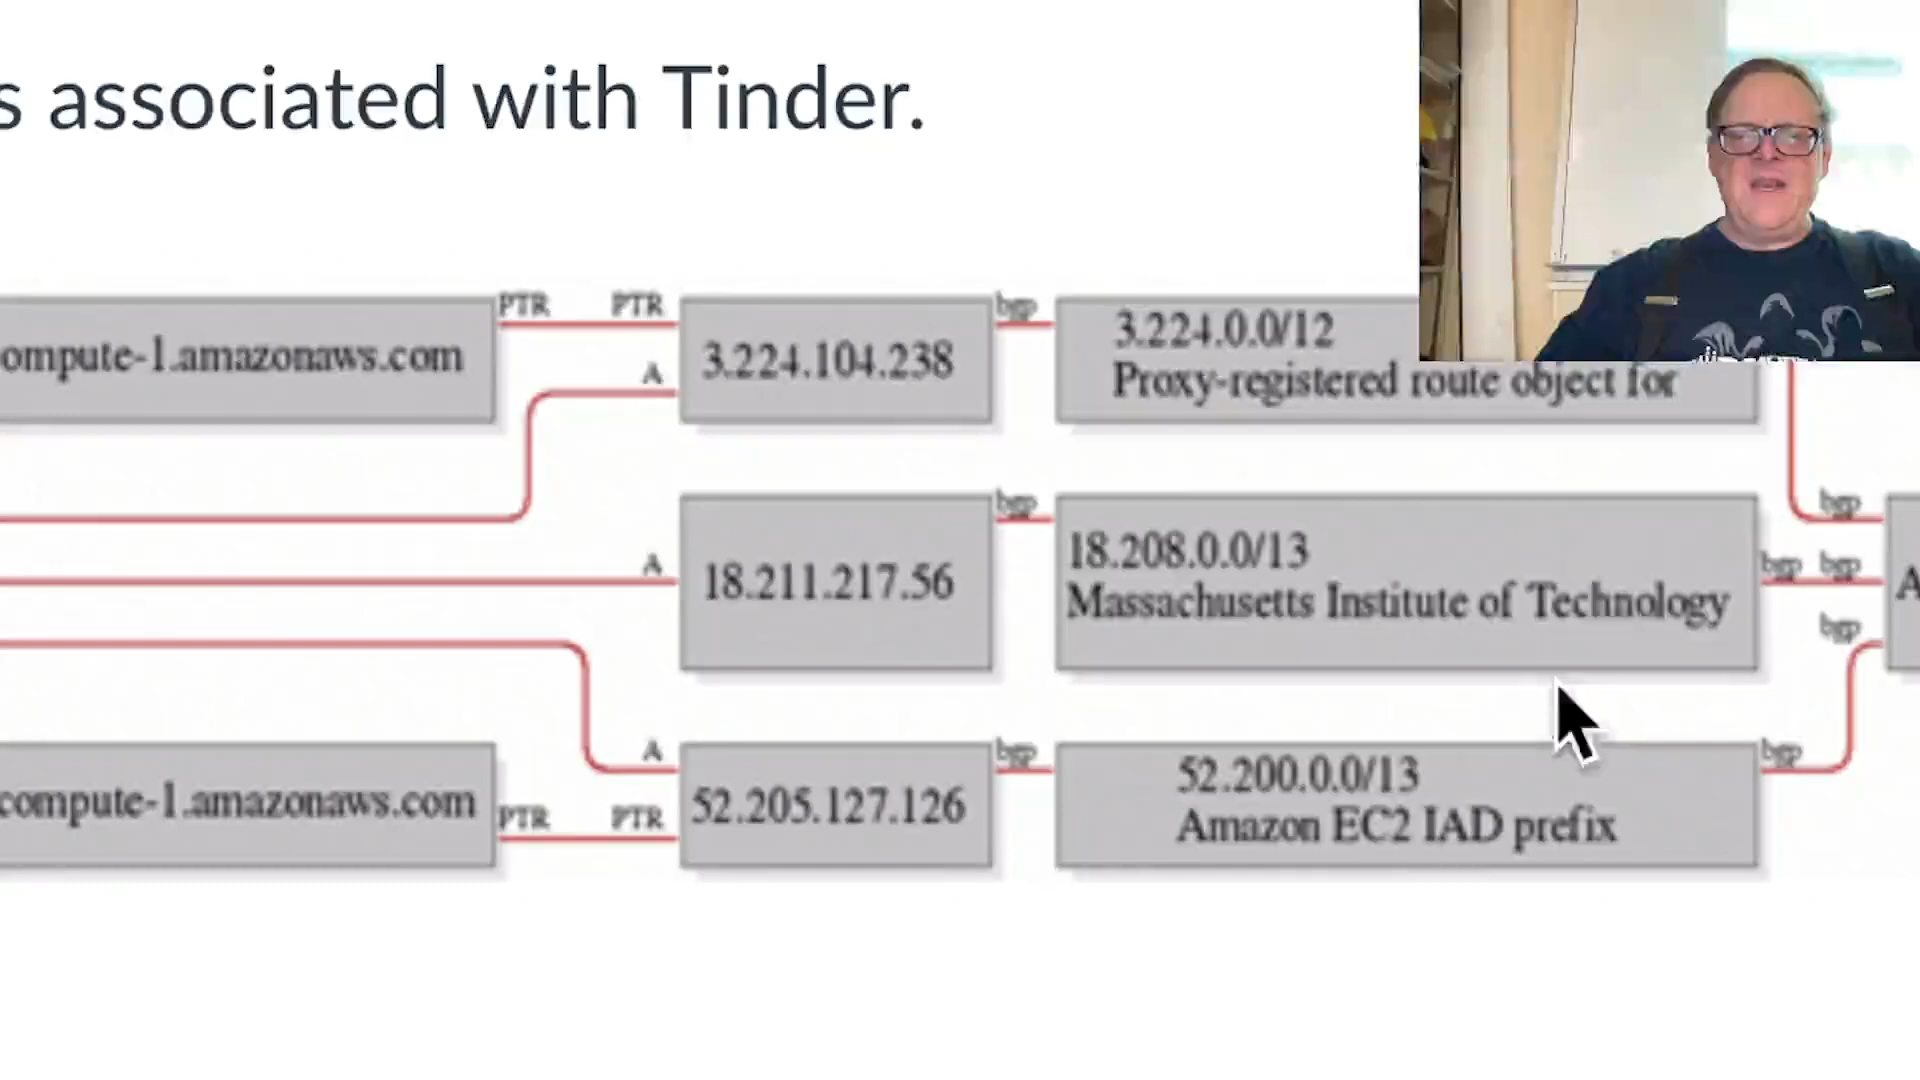 s associated with Tinder.
PTR PTR bgp
ompute-1.amazonaws.com
A
3.224.104.238
3.224.0.0/12
Proxy-registered route object for
bgp bgp
A
18.211.217.56
18.208.0.0/13
Massachusetts Institute of Technology
bgp bgp
A
bgp
A bgp bgp
compute-1.amazonaws.com
PTR PTR
52.205.127.126
52.200.0.0/13
Amazon EC2 IAD prefix